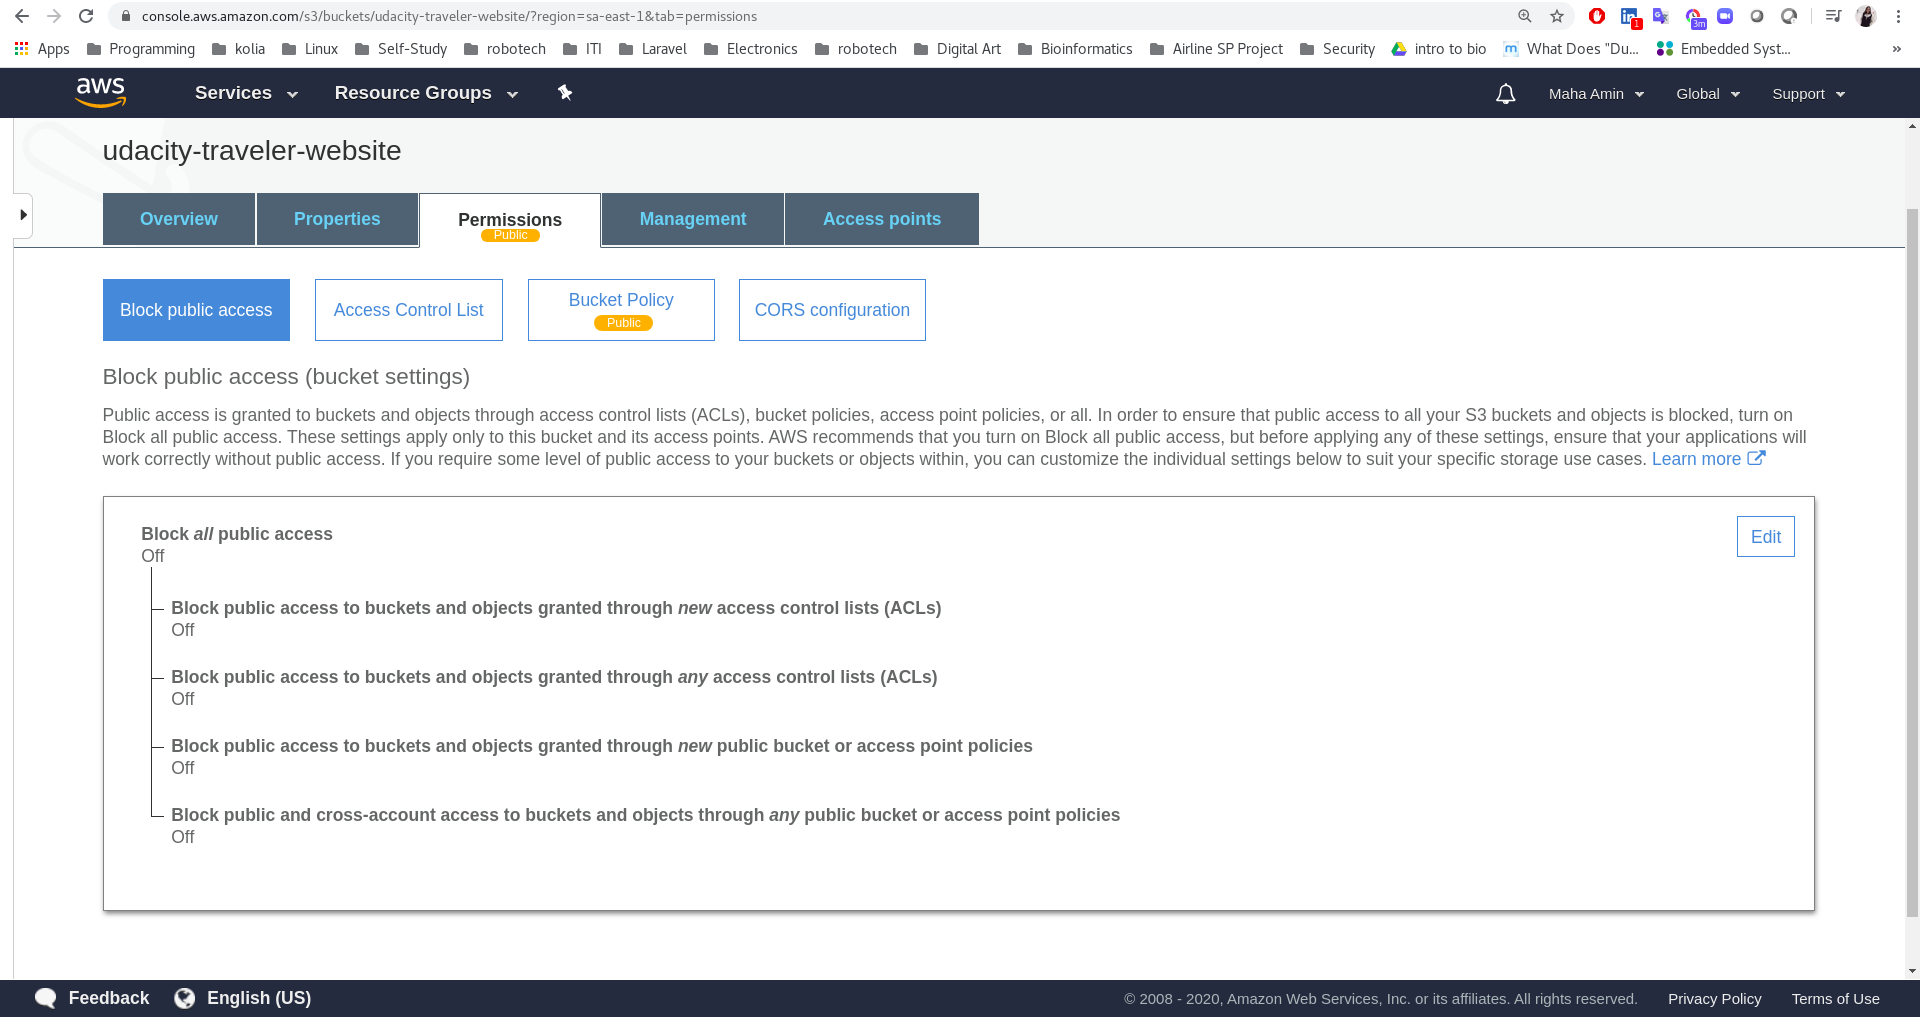 console.aws.amazon.com/s3/buckets/udacity-traveler-website/?region=sa-east-1&tab=permissions
1
3m
Apps Programming kolia Linux Self-Study robotech ITI Laravel Electronics robotech Digital Art Bioinformatics Airline SP Project Security intro to bio What Does "Du... Embedded Syst... »
aws Services Resource Groups Maha Amin Global Support
udacity-traveler-website
Overview Properties Permissions Management Access points
Public
Block public access Access Control List Bucket Policy CORS configuration
Public
Block public access (bucket settings)
Public access is granted to buckets and objects through access control lists (ACLs), bucket policies, access point policies, or all. In order to ensure that public access to all your S3 buckets and objects is blocked, turn on
Block all public access. These settings apply only to this bucket and its access points. AWS recommends that you turn on Block all public access, but before applying any of these settings, ensure that your applications will
work correctly without public access. If you require some level of public access to your buckets or objects within, you can customize the individual settings below to suit your specific storage use cases. Learn more
Block all public access
Edit
Off
Block public access to buckets and objects granted through new access control lists (ACLs)
Off
Block public access to buckets and objects granted through any access control lists (ACLs)
Off
Block public access to buckets and objects granted through new public bucket or access point policies
Off
Block public and cross-account access to buckets and objects through any public bucket or access point policies
Off
Feedback English (US) © 2008 - 2020, Amazon Web Services, Inc. or its affiliates. All rights reserved. Privacy Policy Terms of Use